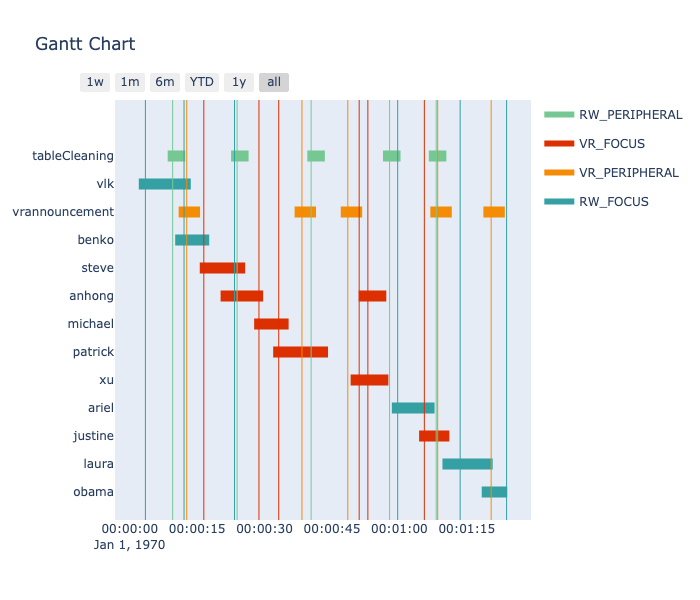 Gantt Chart
1w 1m 6m YTD 1y all
RW_PERIPHERAL
VR_FOCUS
VR_PERIPHERAL
RW_FOCUS
tableCleaning
vlk
vrannouncement
benko
steve
anhong
michael
patrick
xu
ariel
justine
laura
obama
00:00:00 00:00:15 00:00:30 00:00:45 00:01:00 00:01:15
Jan 1, 1970